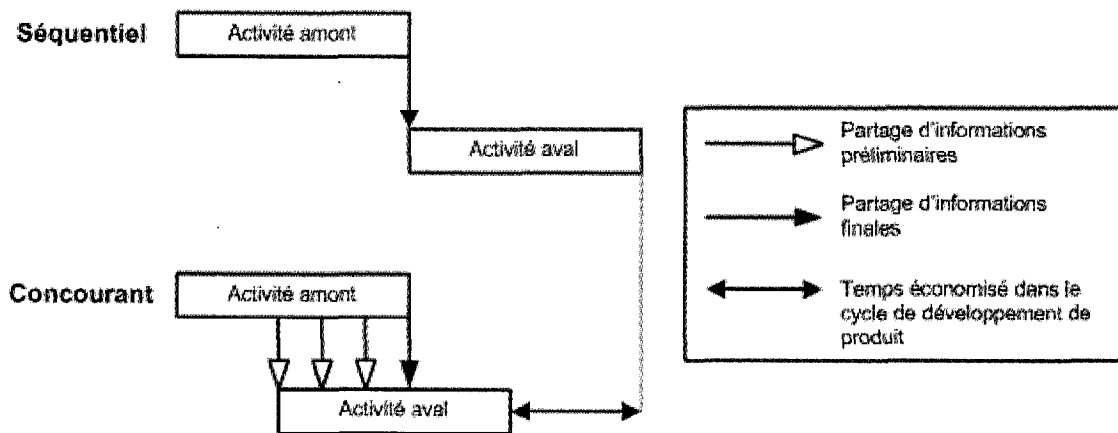 Séquentiel
Activité amont
Activité aval
Partage d'informations
préliminaires
Partage d'informations
finales
Temps économisé dans le
cycle de développement de
produit
Concourant
Activité amont
Activité aval